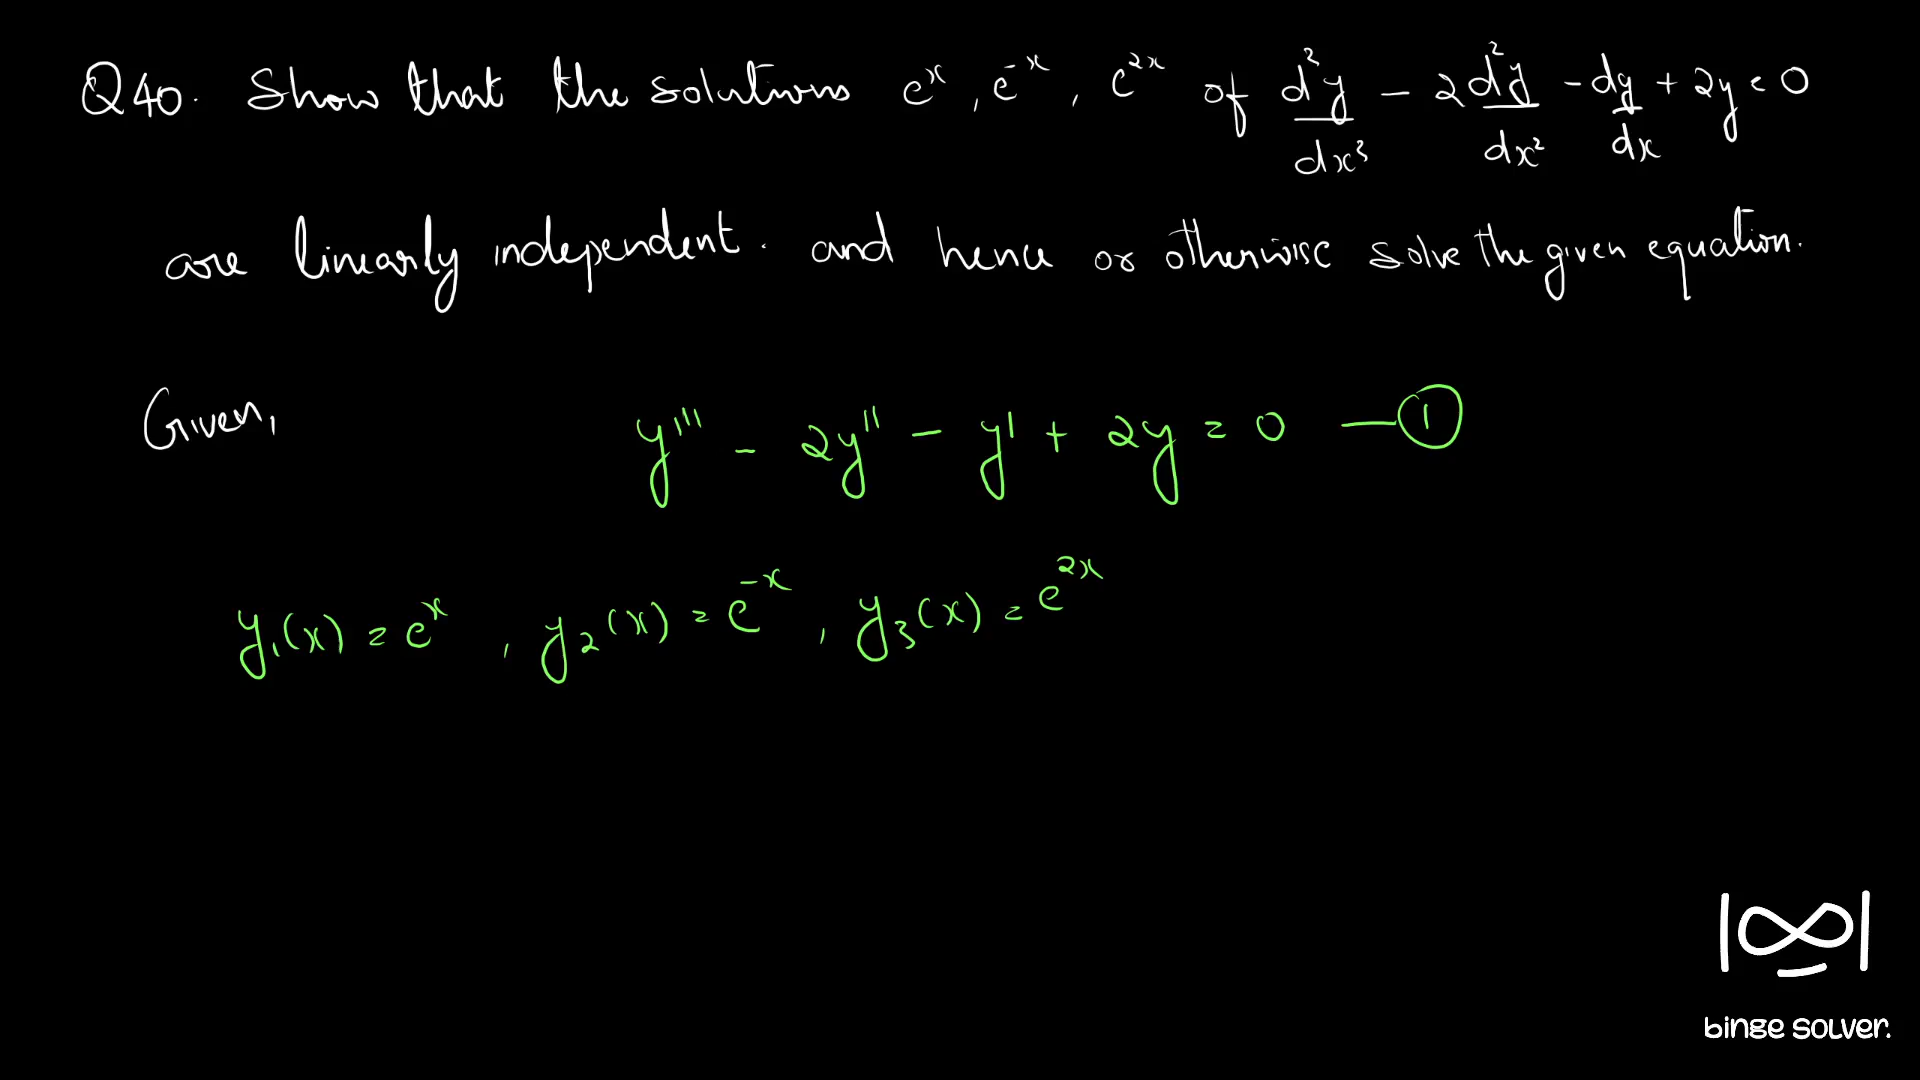 Q40. Show that the solutions e^x, e^-x, e^2x of d²y/dx³ - 2d²y/dx² - dy/dx + 2y = 0
are linearly independent. and hence or otherwise solve the given equation.
Given,
y''' - 2y'' - y' + 2y = 0 —①
y₁(x) = e^x, y₂(x) = e^-x, y₃(x) = e^2x
binge SOLVER.